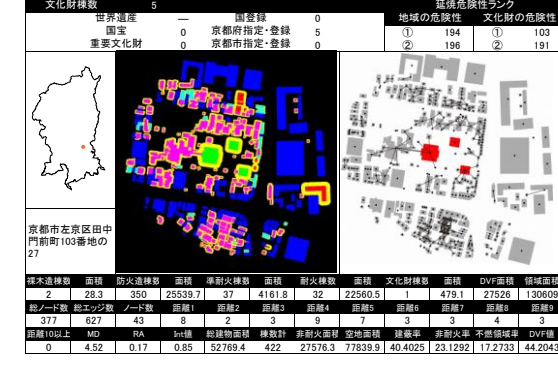 文化財棟数 5 延焼危険性ランク
世界遺産 ― 国登録 0 地域の危険性 文化財の危険性
国宝 0 京都府指定・登録 5 ① 194 ① 103
重要文化財 0 京都市指定・登録 0 ② 196 ② 191
京都市左京区田中
門前町103番地の
27
裸木造棟数 面積 防火造棟数 面積 準耐火棟数 面積 耐火棟数 面積 文化財棟数 面積 DVF面積 領域面積
2 28.3 350 25539.7 37 4161.8 32 22560.5 1 479.1 27526 130609
総ノード数 総エッジ数 ノード数 距離1 距離2 距離3 距離4 距離5 距離6 距離7 距離8 距離9
377 627 43 8 2 3 9 7 3 3 4 3
距離10以上 MD RA Int値 総建物面積 棟数計 非耐火面積 空地面積 建蔽率 非耐火率 不燃領域率 DVF値
0 4.52 0.17 0.85 52769.4 422 27576.3 77839.9 40.4025 23.1292 17.2733 44.2043